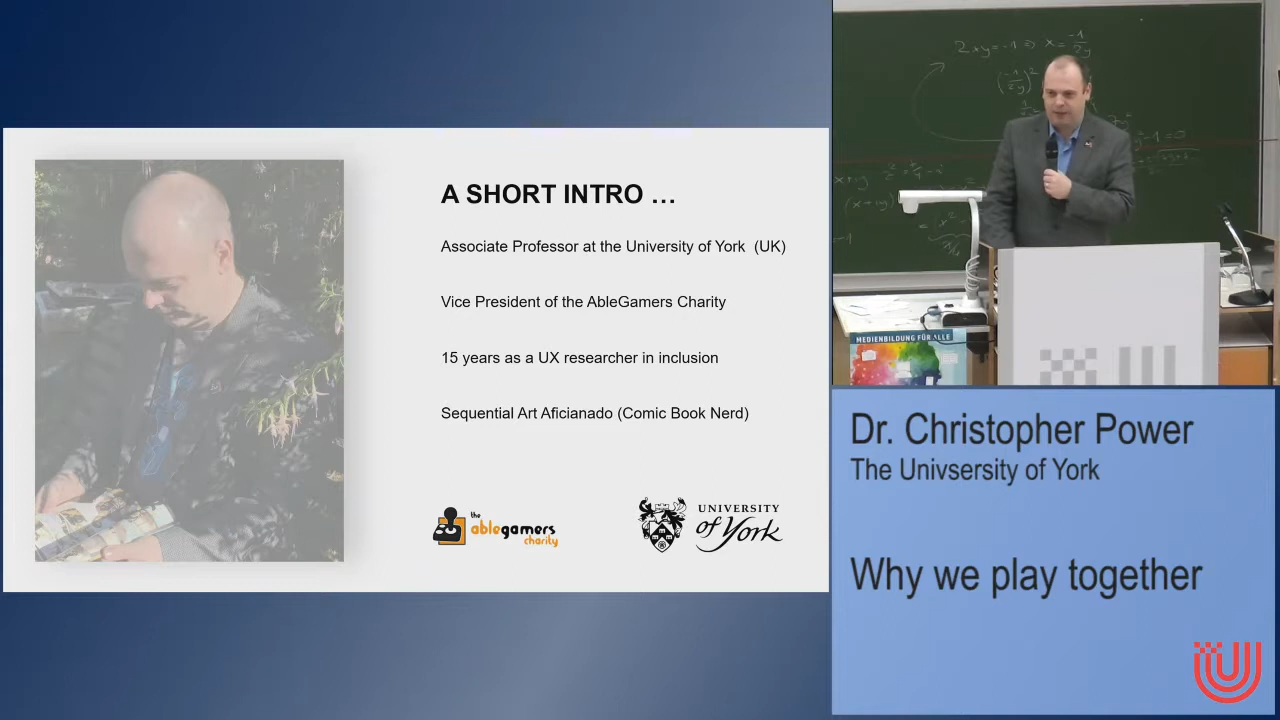 A SHORT INTRO …
Associate Professor at the University of York (UK)
Vice President of the AbleGamers Charity
15 years as a UX researcher in inclusion
Sequential Art Aficianado (Comic Book Nerd)
the
ablegamers
charity
UNIVERSITY
of York
MEDIENBILDUNG FÜR ALLE
Dr. Christopher Power
The Univsersity of York
Why we play together